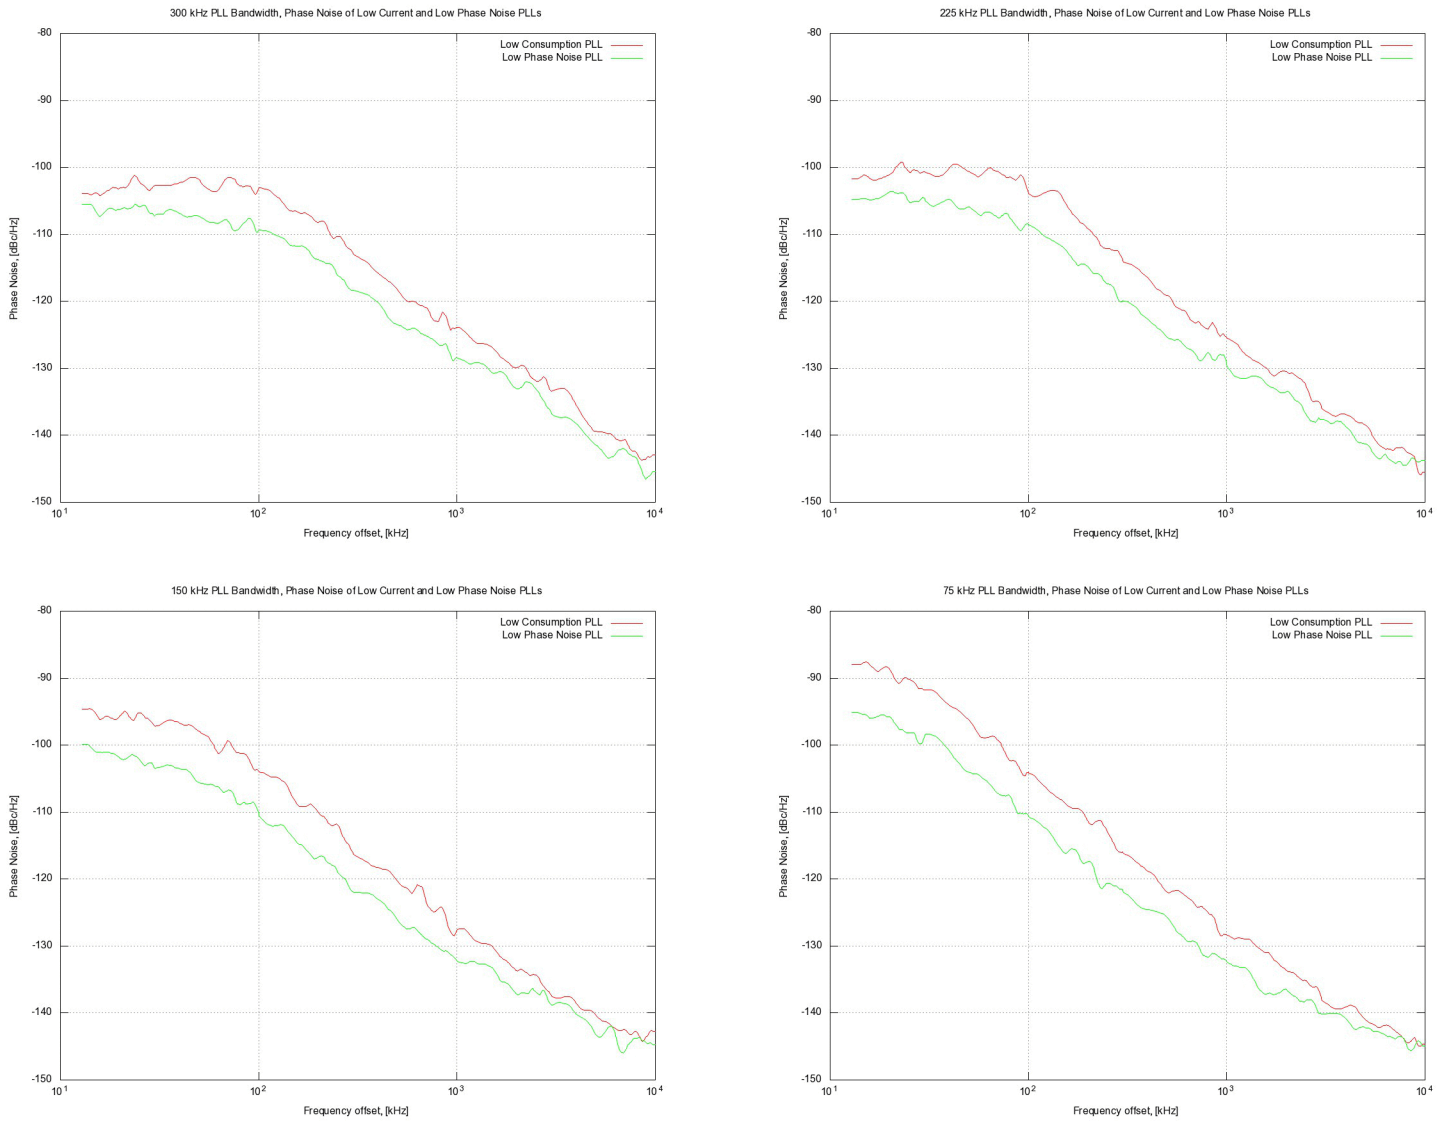 300 kHz PLL Bandwidth, Phase Noise of Low Current and Low Phase Noise PLLs
Low Consumption PLL
Low Phase Noise PLL
-80
-90
-100
-110
-120
-130
-140
-150
Phase Noise, [dBc/Hz]
10^1
10^2
10^3
10^4
Frequency offset, [kHz]
225 kHz PLL Bandwidth, Phase Noise of Low Current and Low Phase Noise PLLs
Low Consumption PLL
Low Phase Noise PLL
-80
-90
-100
-110
-120
-130
-140
-150
Phase Noise, [dBc/Hz]
10^1
10^2
10^3
10^4
Frequency offset, [kHz]
150 kHz PLL Bandwidth, Phase Noise of Low Current and Low Phase Noise PLLs
Low Consumption PLL
Low Phase Noise PLL
-80
-90
-100
-110
-120
-130
-140
-150
Phase Noise, [dBc/Hz]
10^1
10^2
10^3
10^4
Frequency offset, [kHz]
75 kHz PLL Bandwidth, Phase Noise of Low Current and Low Phase Noise PLLs
Low Consumption PLL
Low Phase Noise PLL
-80
-90
-100
-110
-120
-130
-140
-150
Phase Noise, [dBc/Hz]
10^1
10^2
10^3
10^4
Frequency offset, [kHz]